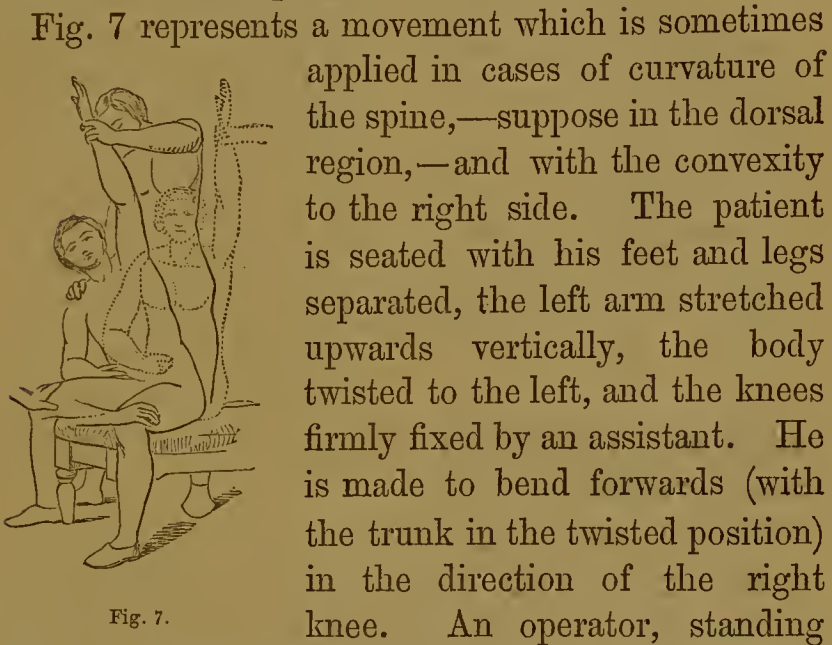 Fig. 7 represents a movement which is sometimes
applied in cases of curvature of
the spine,—suppose in the dorsal
region,—and with the convexity
to the right side. The patient
is seated with his feet and legs
separated, the left arm stretched
upwards vertically, the body
twisted to the left, and the knees
firmly fixed by an assistant. He
is made to bend forwards (with
the trunk in the twisted position)
in the direction of the right
knee. An operator, standing
Fig. 7.